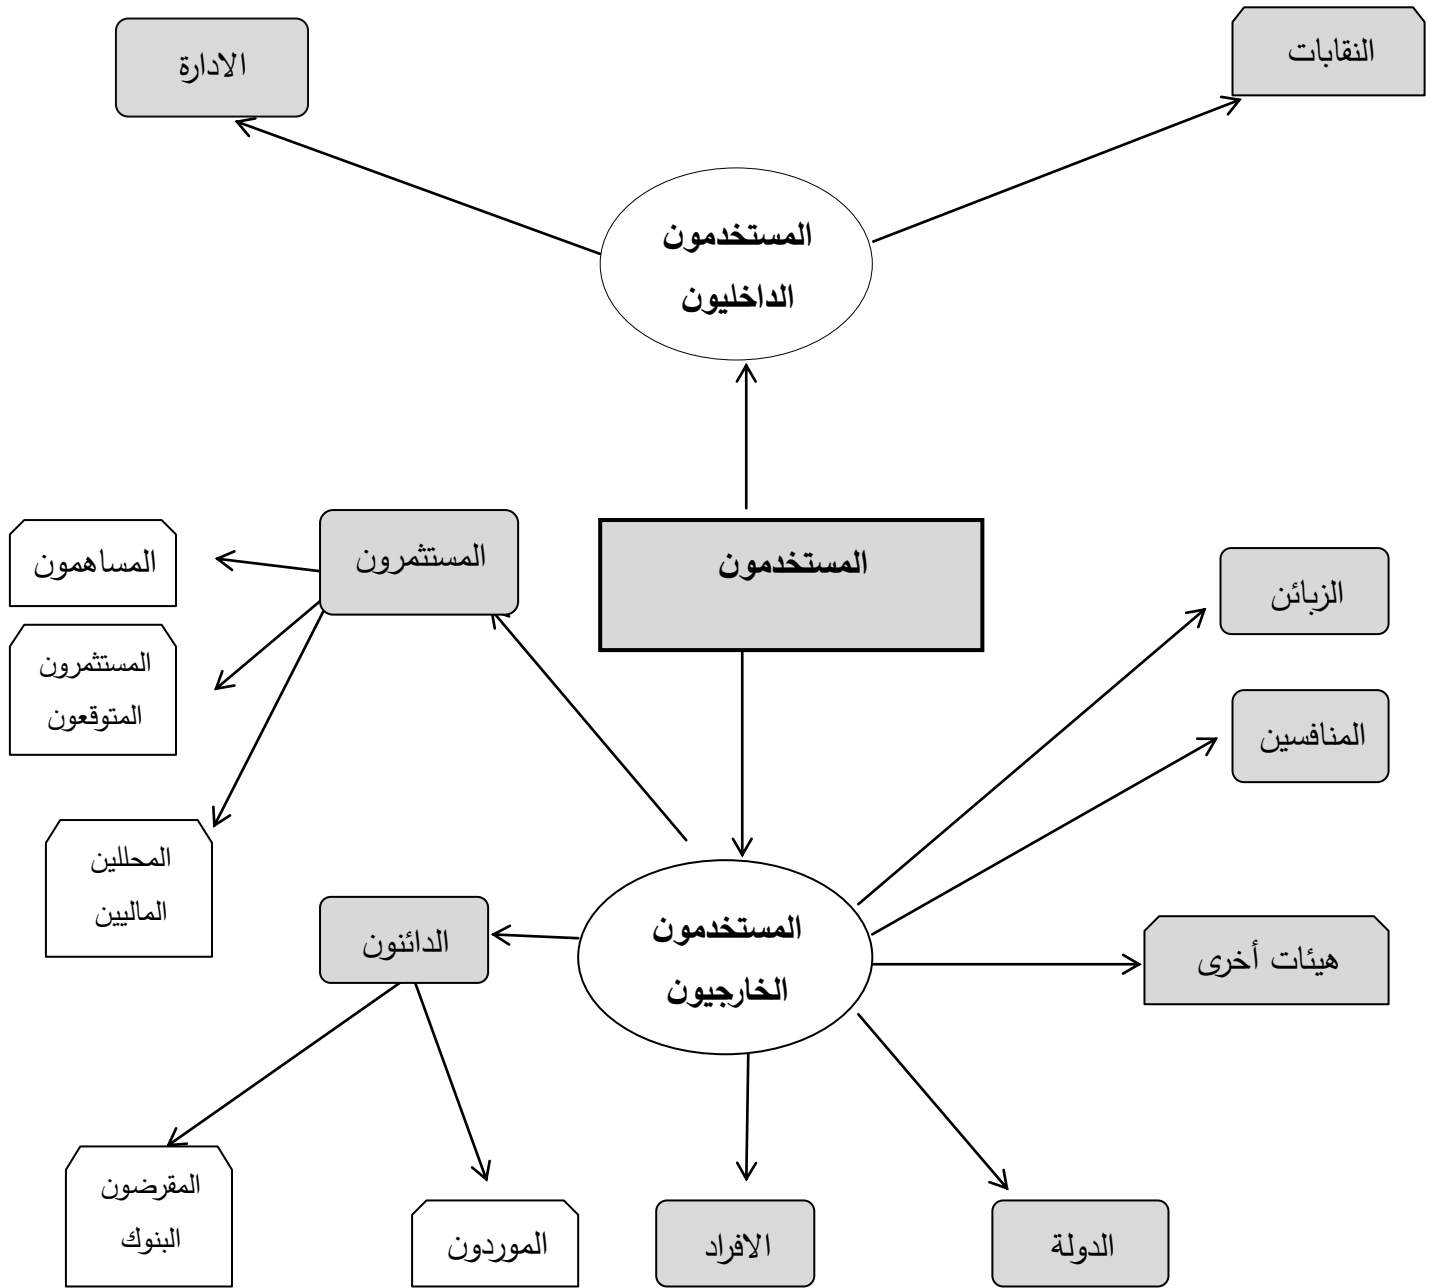 النقابات
الادارة
المستخدمون
الداخليون
المستخدمون
المستثمرون
المساهمون
المستثمرون
المتوقعون
المحللين
الماليين
الزبائن
المنافسين
هيئات أخرى
المستخدمون
الخارجيون
الدائنون
الدولة
الافراد
الموردون
المقرضون
البنوك